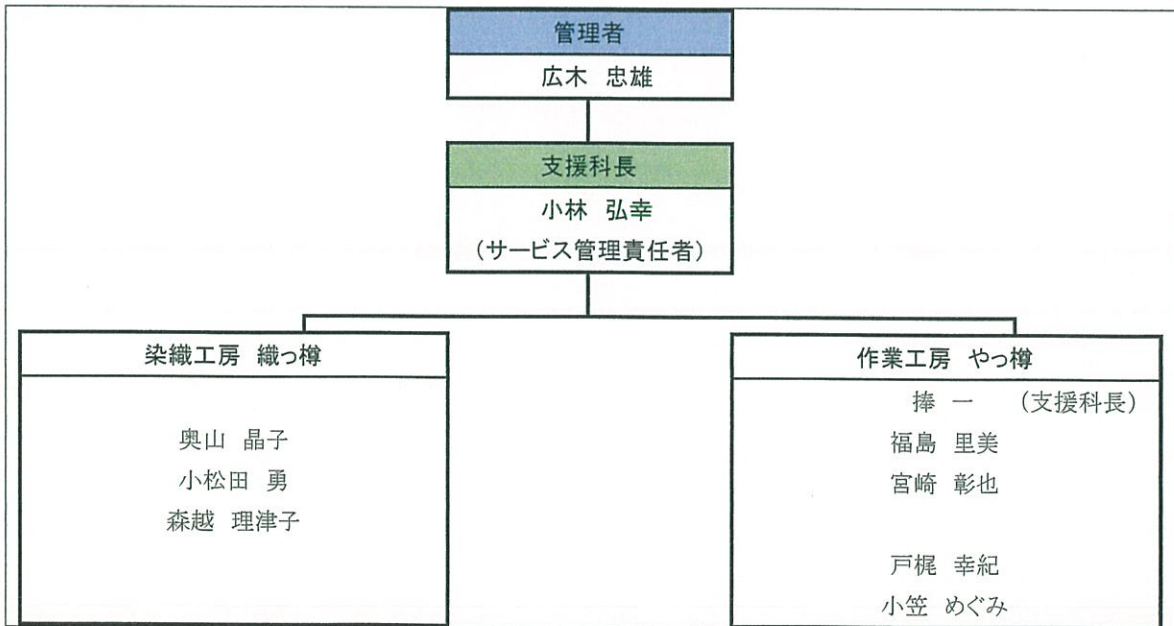 管理者
広木 忠雄
支援科長
小林 弘幸
(サービス管理責任者)
染織工房 織っ樽
奥山 晶子
小松田 勇
森越 理津子
作業工房 やっ樽
捧 一 (支援科長)
福島 里美
宮崎 彰也
戸梶 幸紀
小笠 めぐみ